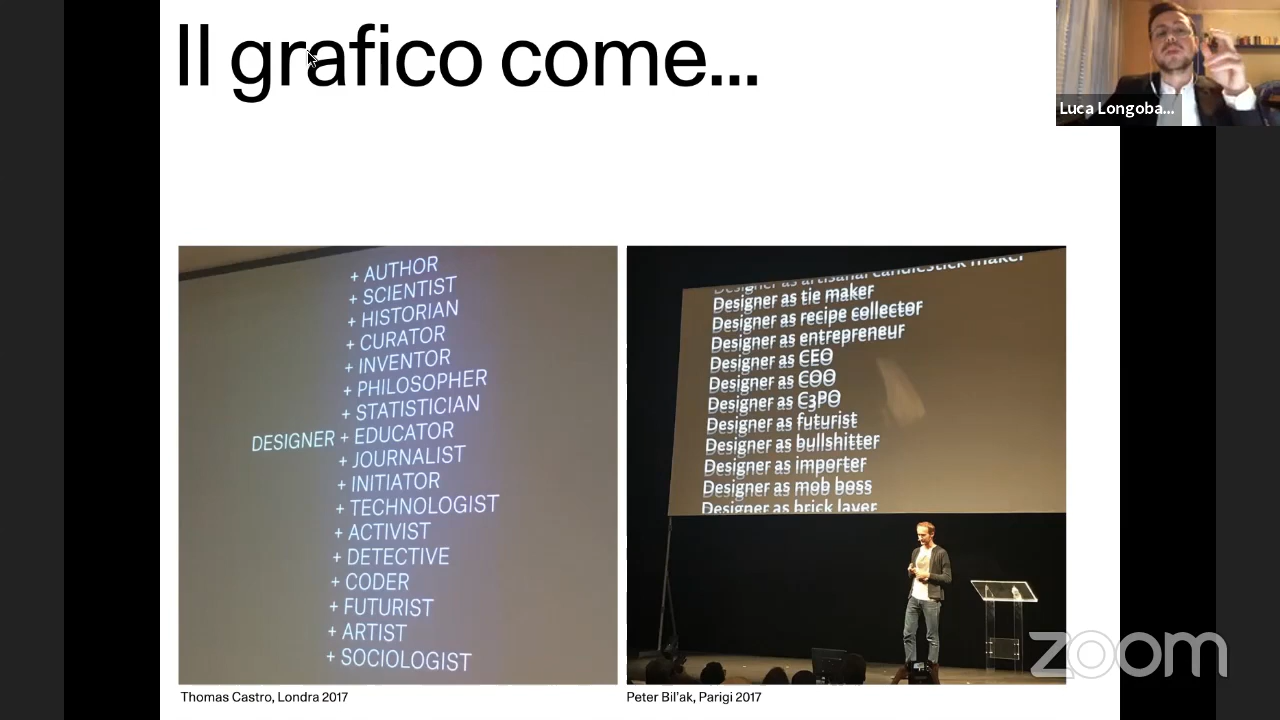 Il grafico come...
Luca Longoba...
+ AUTHOR
+ SCIENTIST
+ HISTORIAN
+ CURATOR
+ INVENTOR
+ PHILOSOPHER
+ STATISTICIAN
DESIGNER + EDUCATOR
+ JOURNALIST
+ INITIATOR
+ TECHNOLOGIST
+ ACTIVIST
+ DETECTIVE
+ CODER
+ FUTURIST
+ ARTIST
+ SOCIOLOGIST
Designer as artisanal candlestick maker
Designer as tie maker
Designer as recipe collector
Designer as entrepreneur
Designer as CEO
Designer as COO
Designer as C3PO
Designer as futurist
Designer as bullshitter
Designer as importer
Designer as mob boss
Designer as brick layer
Thomas Castro, Londra 2017
Peter Bil'ak, Parigi 2017
zoom